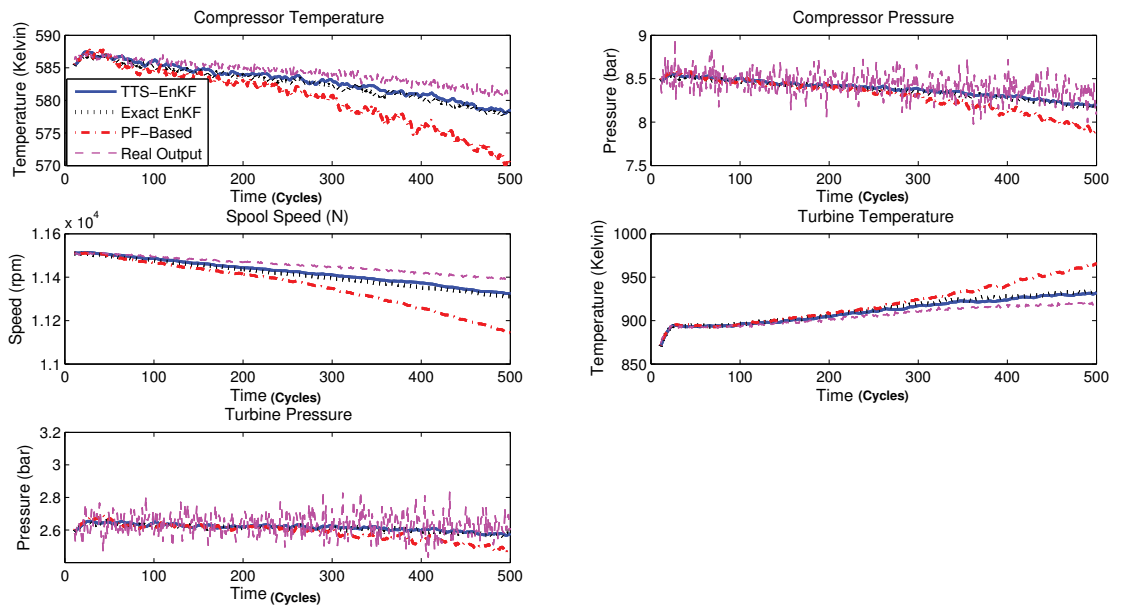 Compressor Temperature
Temperature (Kelvin)
590
585
580
575
570
TTS−EnKF
Exact EnKF
PF−Based
Real Output
0
100
200
300
400
500
Time (Cycles)
Compressor Pressure
Pressure (bar)
9
8.5
8
7.5
0
100
200
300
400
500
Time (Cycles)
Spool Speed (N)
x 10^4
Speed (rpm)
1.16
1.14
1.12
1.1
0
100
200
300
400
500
Time (Cycles)
Turbine Temperature
Temperature (Kelvin)
1000
950
900
850
0
100
200
300
400
500
Time (Cycles)
Turbine Pressure
Pressure (bar)
3.2
3
2.8
2.6
0
100
200
300
400
500
Time (Cycles)